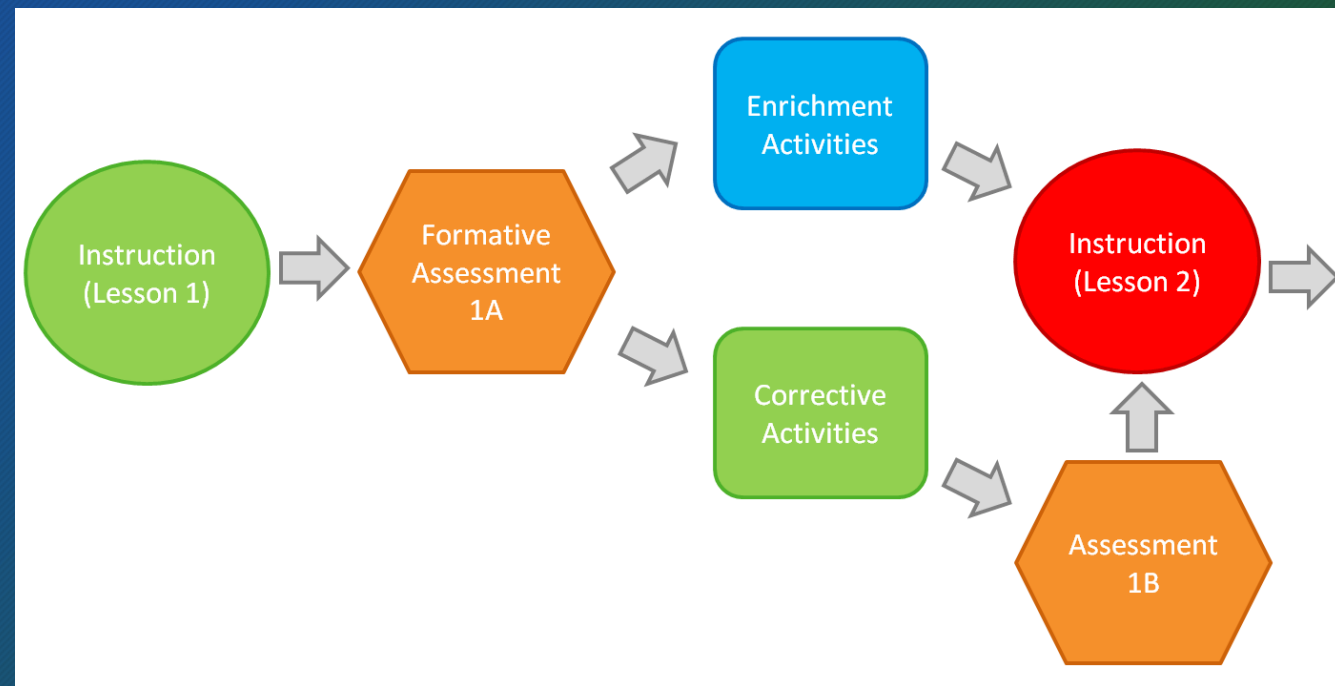 Instruction
(Lesson 1)
Formative
Assessment
1A
Enrichment
Activities
Corrective
Activities
Instruction
(Lesson 2)
Assessment
1B